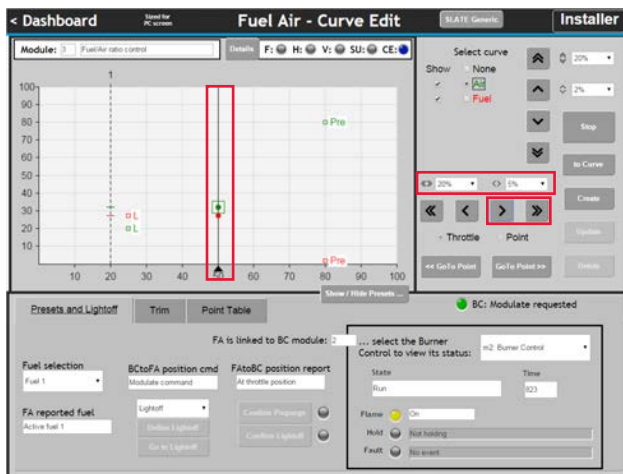 < Dashboard
Sized for
PC screen
Fuel Air - Curve Edit
SLATE Generic
Installer
Module: 3 Fuel/Air ratio control
Details
F: H: V: SU: CE:
Select curve
Show
None
Air
Fuel
20%
2%
Stop
to Curve
Create
Update
Delete
20%
5%
Throttle
Point
<< GoTo Point
GoTo Point >>
1
100
90
80
70
60
50
40
30
20
10
10 20 30 40 50 60 70 80 90 100
Pre
L
L
Pre
Show / Hide Presets ...
Presets and Lightoff
Trim
Point Table
BC: Modulate requested
FA is linked to BC module: 2
... select the Burner
Control to view its status:
m2: Burner Control
Fuel selection
Fuel 1
BCtoFA position cmd
Modulate command
FAtoBC position report
At throttle position
State
Run
Time
823
FA reported fuel
Active fuel 1
Lightoff
Define Lightoff
Go to Lightoff
Confirm Prepurge
Confirm Lightoff
Flame
On
Hold
Not holding
Fault
No event